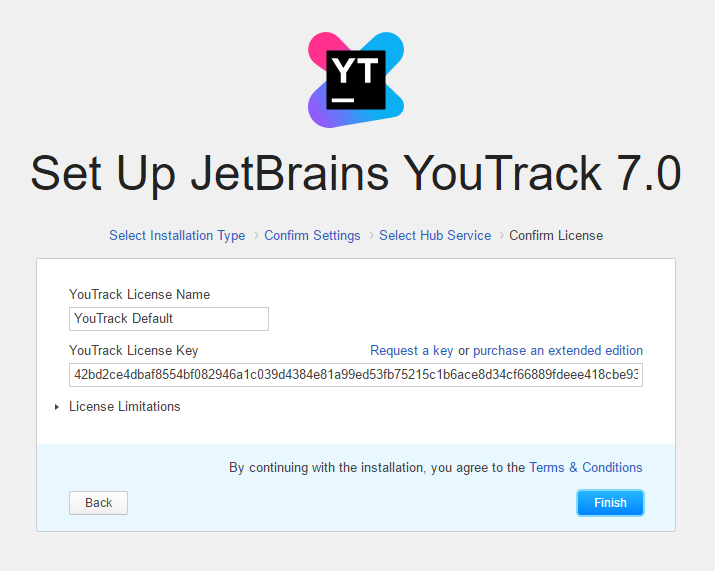 YT
Set Up JetBrains YouTrack 7.0
Select Installation Type › Confirm Settings › Select Hub Service › Confirm License
YouTrack License Name
YouTrack Default
YouTrack License Key Request a key or purchase an extended edition
42bd2ce4dbaf8554bf082946a1c039d4384e81a99ed53fb75215c1b6ace8d34cf66889fdeee418cbe93
License Limitations
By continuing with the installation, you agree to the Terms & Conditions
Back Finish